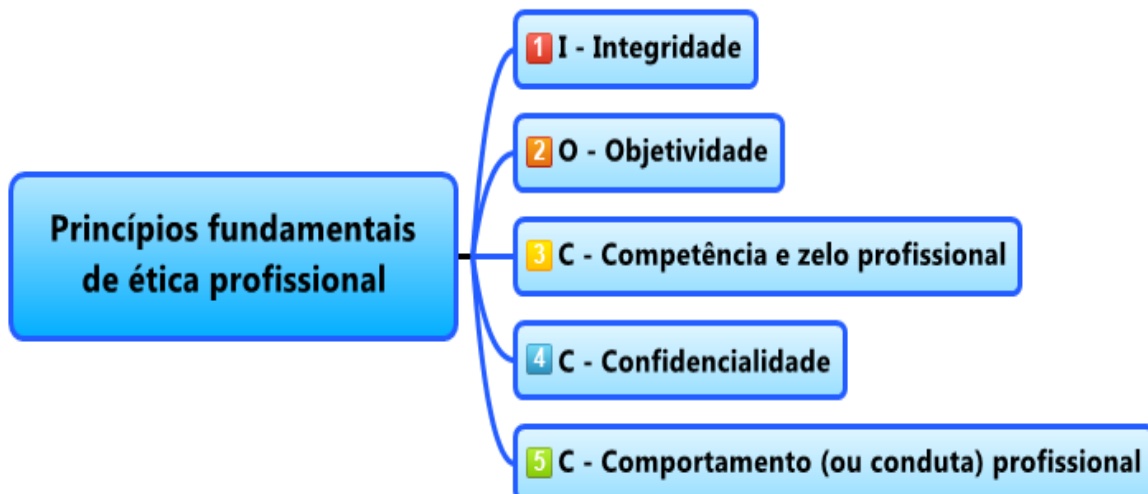 1 I - Integridade
2 O - Objetividade
Princípios fundamentais
de ética profissional
3 C - Competência e zelo profissional
4 C - Confidencialidade
5 C - Comportamento (ou conduta) profissional